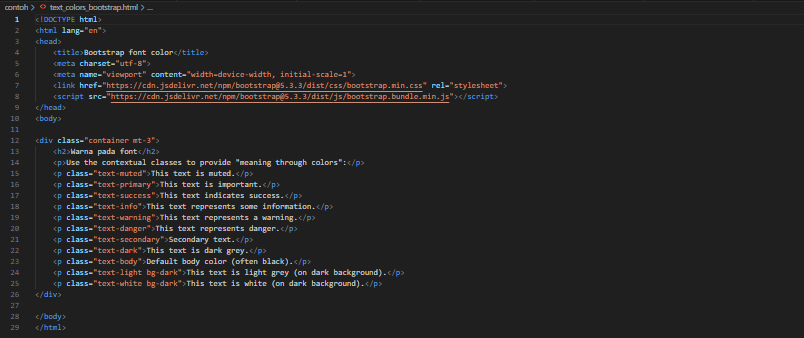 contoh > <> text_colors_bootstrap.html > ...
1 <!DOCTYPE html>
2 <html lang="en">
3 <head>
4     <title>Bootstrap font color</title>
5     <meta charset="utf-8">
6     <meta name="viewport" content="width=device-width, initial-scale=1">
7     <link href="https://cdn.jsdelivr.net/npm/bootstrap@5.3.3/dist/css/bootstrap.min.css" rel="stylesheet">
8     <script src="https://cdn.jsdelivr.net/npm/bootstrap@5.3.3/dist/js/bootstrap.bundle.min.js"></script>
9 </head>
10 <body>
11
12 <div class="container mt-3">
13     <h2>Warna pada font</h2>
14     <p>Use the contextual classes to provide "meaning through colors":</p>
15     <p class="text-muted">This text is muted.</p>
16     <p class="text-primary">This text is important.</p>
17     <p class="text-success">This text indicates success.</p>
18     <p class="text-info">This text represents some information.</p>
19     <p class="text-warning">This text represents a warning.</p>
20     <p class="text-danger">This text represents danger.</p>
21     <p class="text-secondary">Secondary text.</p>
22     <p class="text-dark">This text is dark grey.</p>
23     <p class="text-body">Default body color (often black).</p>
24     <p class="text-light bg-dark">This text is light grey (on dark background).</p>
25     <p class="text-white bg-dark">This text is white (on dark background).</p>
26 </div>
27
28 </body>
29 </html>